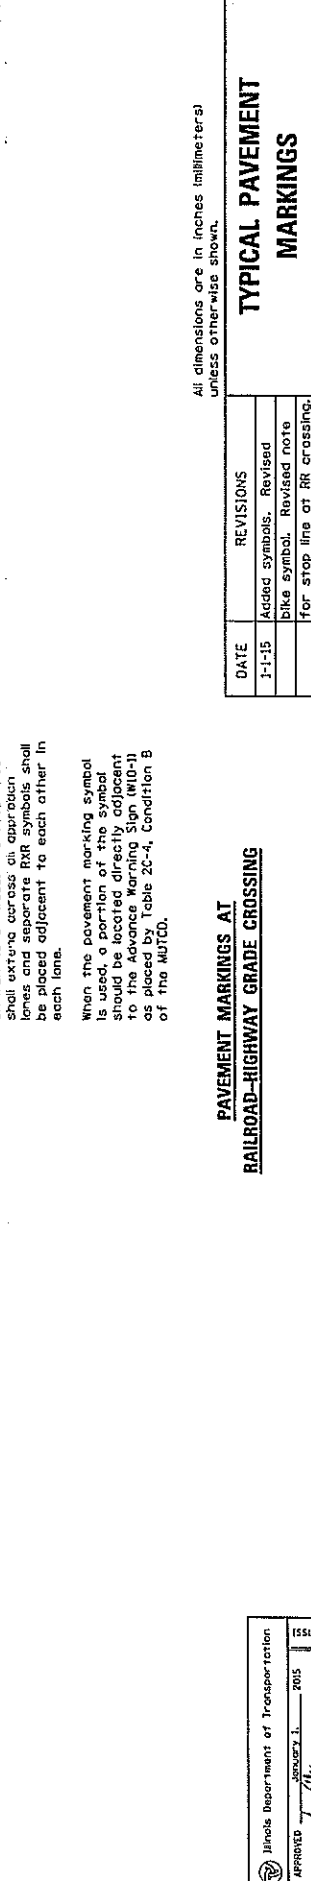 shall extend across all approach
lanes and separate RXR symbols shall
be placed adjacent to each other in
each lane.
When the pavement marking symbol
is used, a portion of the symbol
should be located directly adjacent
to the Advance Warning Sign (W10-1)
as placed by Table 2C-4, Condition B
of the MUTCD.
PAVEMENT MARKINGS AT
RAILROAD-HIGHWAY GRADE CROSSING
All dimensions are in inches (millimeters)
unless otherwise shown.
DATE REVISIONS
1-1-15 Added symbols. Revised
bike symbol. Revised note
for stop line at RR crossing.
TYPICAL PAVEMENT
MARKINGS
Illinois Department of Transportation
APPROVED January 1, 2015